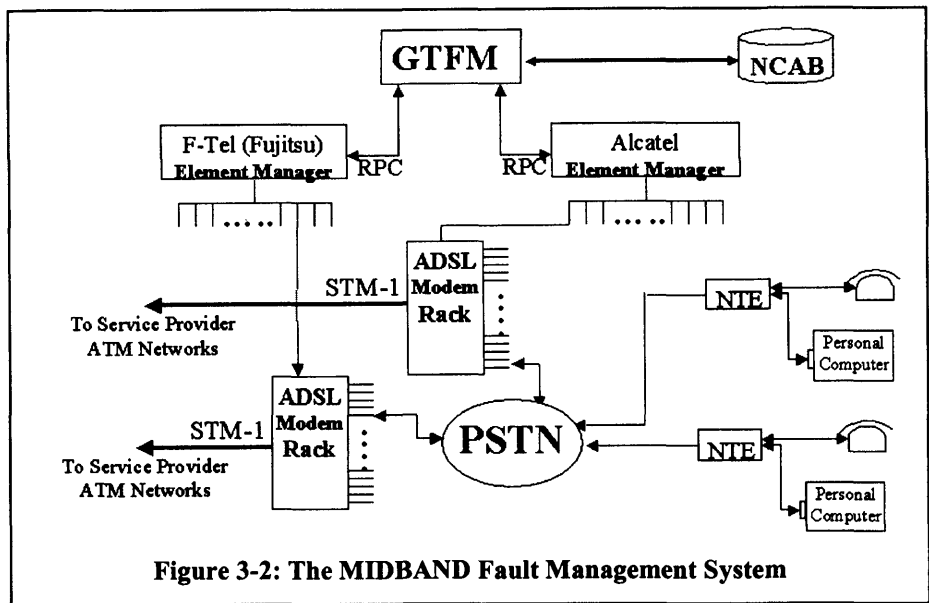 GTFM
NCAB
F-Tel (Fujitsu)
Element Manager
RPC
RPC
Alcatel
Element Manager
ADSL
Modem
Rack
STM-1
To Service Provider
ATM Networks
NTE
Personal
Computer
ADSL
Modem
Rack
STM-1
To Service Provider
ATM Networks
PSTN
NTE
Personal
Computer
Figure 3-2: The MIDBAND Fault Management System